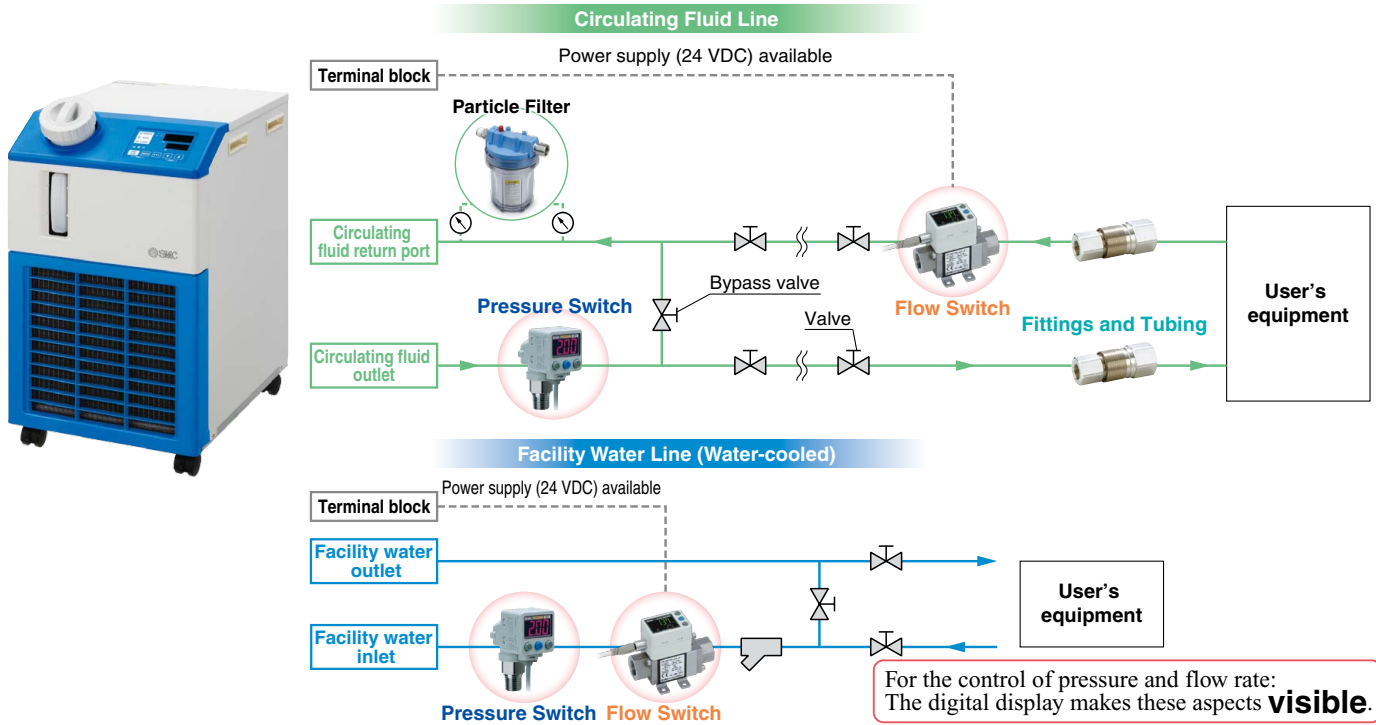 Circulating Fluid Line
Power supply (24 VDC) available
Terminal block
Particle Filter
Circulating
fluid return port
SMC
Bypass valve
Pressure Switch
Flow Switch
Valve
Fittings and Tubing
User's
equipment
Circulating fluid
outlet
200
Facility Water Line (Water-cooled)
Power supply (24 VDC) available
Terminal block
Facility water
outlet
User's
equipment
Facility water
inlet
200
Pressure Switch
Flow Switch
For the control of pressure and flow rate:
The digital display makes these aspects visible.